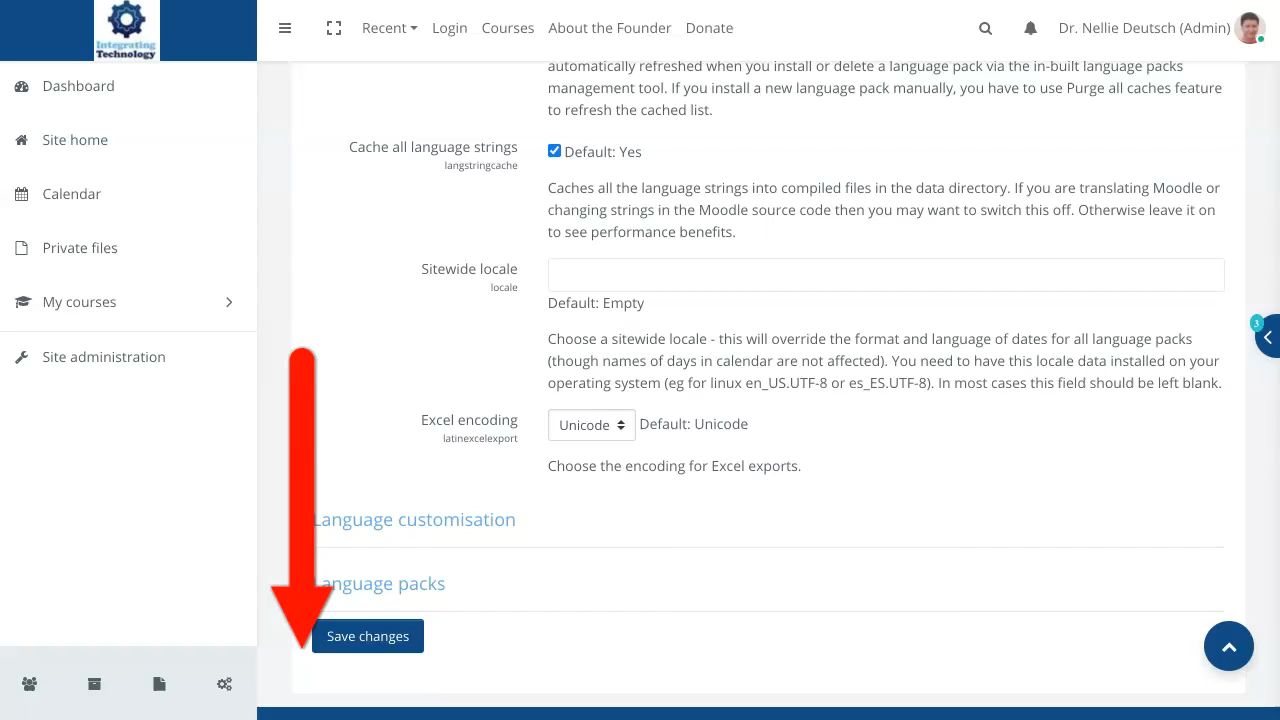 Integrating
Technology
Recent Login Courses About the Founder Donate
Dr. Nellie Deutsch (Admin)
Dashboard
Site home
Calendar
Private files
My courses
Site administration
automatically refreshed when you install or delete a language pack via the in-built language packs
management tool. If you install a new language pack manually, you have to use Purge all caches feature
to refresh the cached list.
Cache all language strings
langstringcache
Default: Yes
Caches all the language strings into compiled files in the data directory. If you are translating Moodle or
changing strings in the Moodle source code then you may want to switch this off. Otherwise leave it on
to see performance benefits.
Sitewide locale
locale
Default: Empty
Choose a sitewide locale - this will override the format and language of dates for all language packs
(though names of days in calendar are not affected). You need to have this locale data installed on your
operating system (eg for linux en_US.UTF-8 or es_ES.UTF-8). In most cases this field should be left blank.
3
Excel encoding
latinexcelexport
Unicode Default: Unicode
Choose the encoding for Excel exports.
Language customisation
Language packs
Save changes